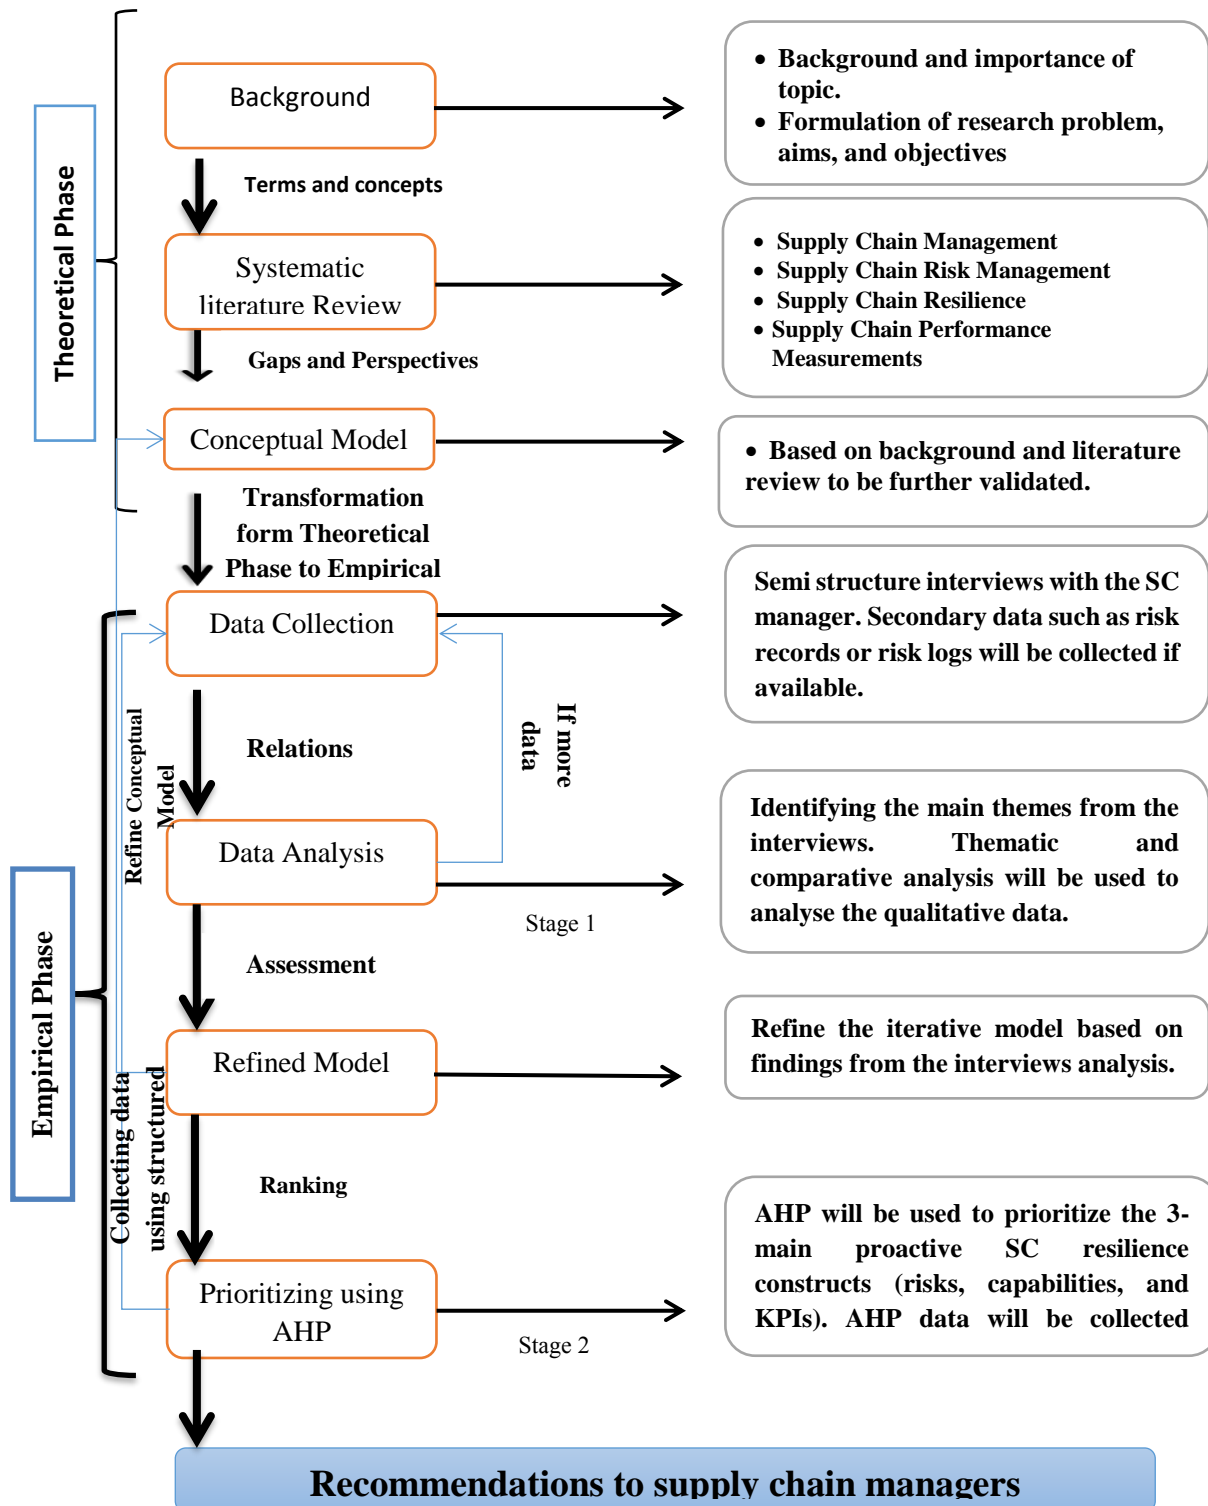 Theoretical Phase
Background
• Background and importance of
topic.
• Formulation of research problem,
aims, and objectives
Terms and concepts
Systematic
literature Review
• Supply Chain Management
• Supply Chain Risk Management
• Supply Chain Resilience
• Supply Chain Performance
Measurements
Gaps and Perspectives
Conceptual Model
• Based on background and literature
review to be further validated.
Transformation
form Theoretical
Phase to Empirical
Empirical Phase
Data Collection
Semi structure interviews with the SC
manager. Secondary data such as risk
records or risk logs will be collected if
available.
Refine Conceptual
Model
Relations
If more
data
Data Analysis
Stage 1
Identifying the main themes from the
interviews. Thematic and
comparative analysis will be used to
analyse the qualitative data.
Assessment
Refined Model
Refine the iterative model based on
findings from the interviews analysis.
Collecting data
using structured
Ranking
Prioritizing using
AHP
Stage 2
AHP will be used to prioritize the 3-
main proactive SC resilience
constructs (risks, capabilities, and
KPIs). AHP data will be collected
Recommendations to supply chain managers